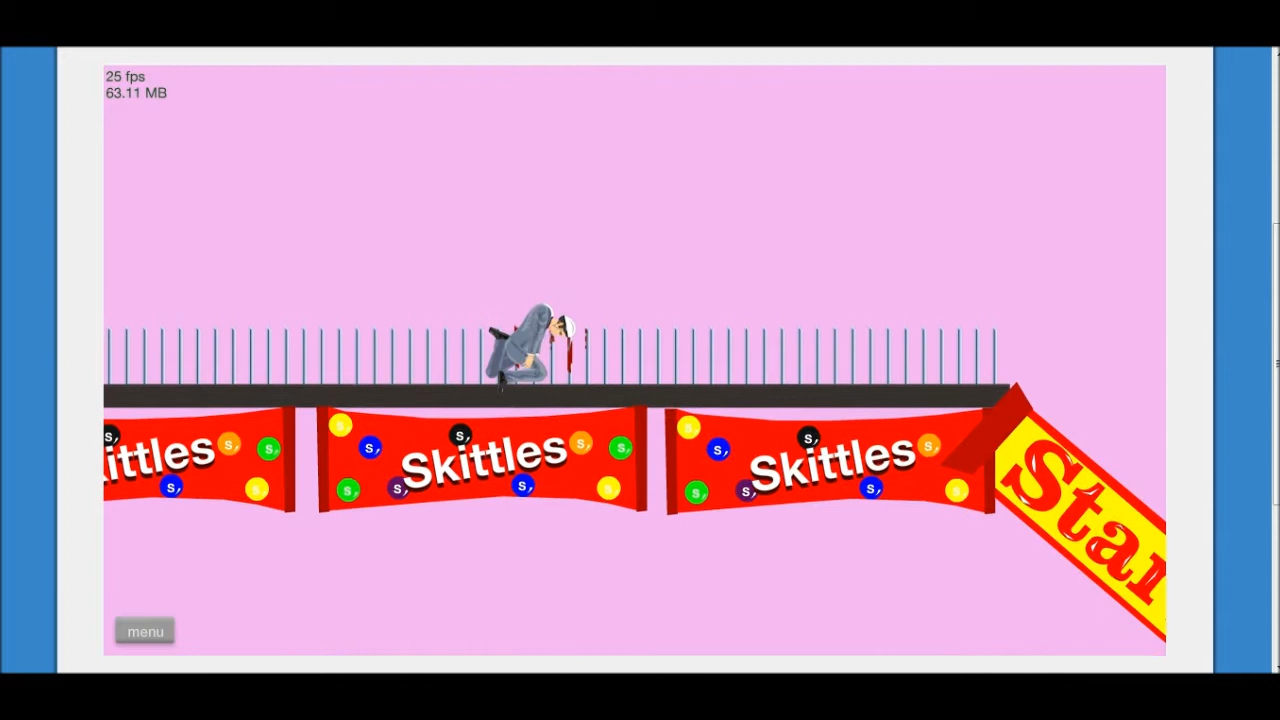 25 fps
63.11 MB
s, s, s, s, s,
ittles
s, s, s, s, s, s, s, s, s,
Skittles
s, s, s, s, s, s, s, s, s,
Skittles
Star
menu